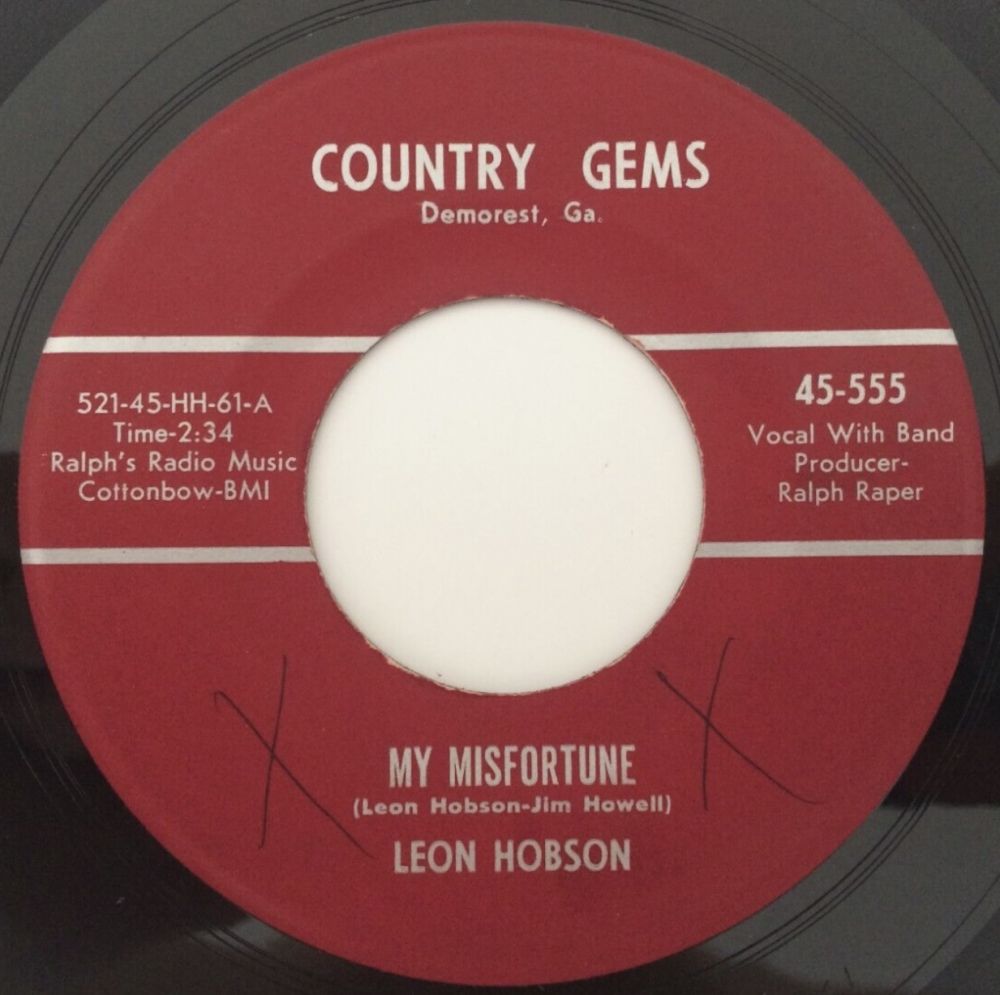 COUNTRY GEMS
Demorest, Ga.
521-45-HH-61-A
Time-2:34
Ralph's Radio Music
Cottonbow-BMI
45-555
Vocal With Band
Producer-
Ralph Raper
X X
MY MISFORTUNE
(Leon Hobson-Jim Howell)
LEON HOBSON